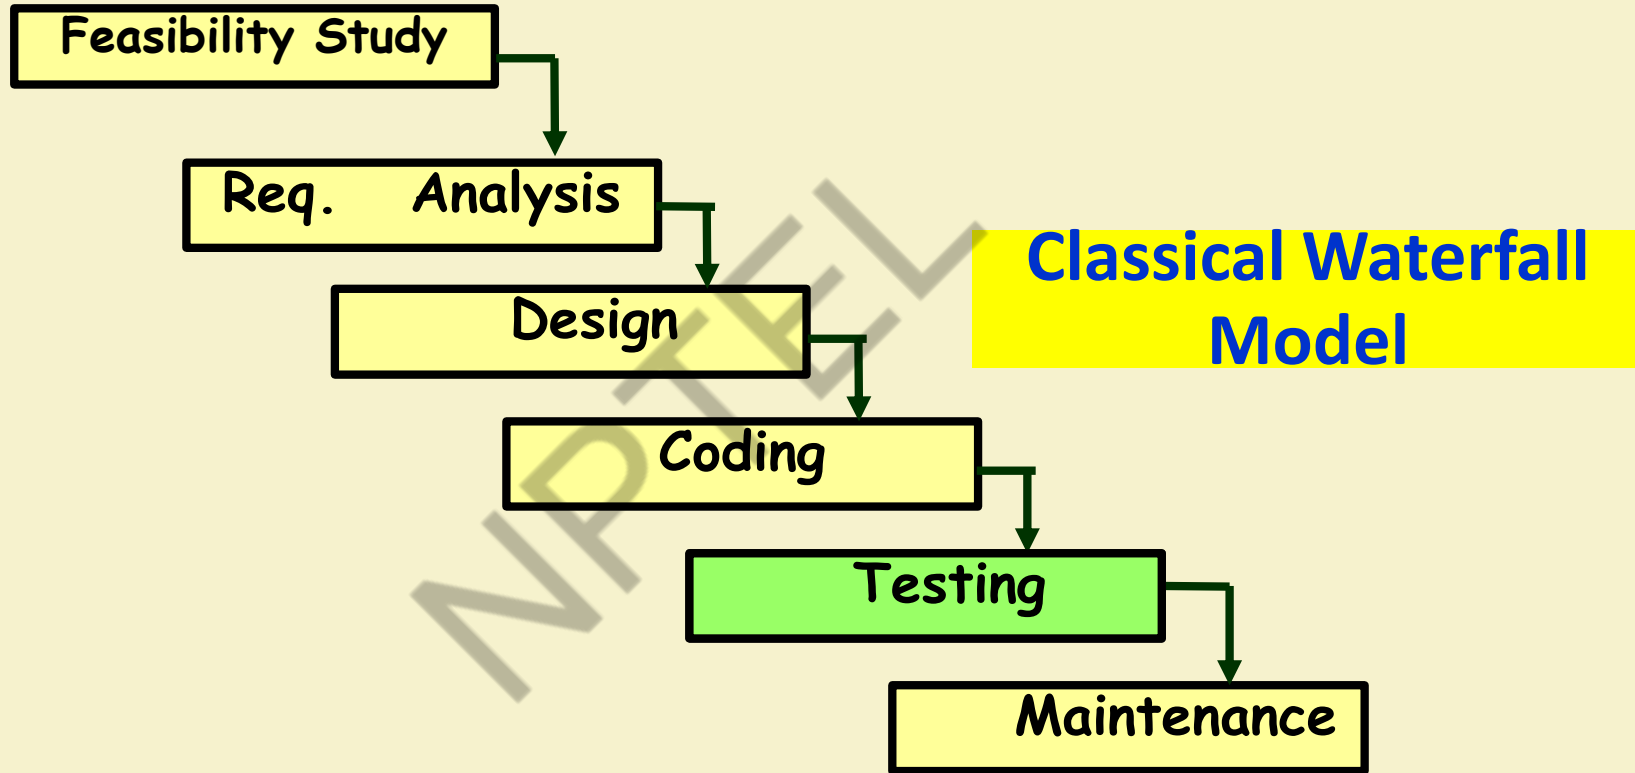 Feasibility Study
Req. Analysis
Design
Classical Waterfall
Model
Coding
Testing
Maintenance
NPTEL